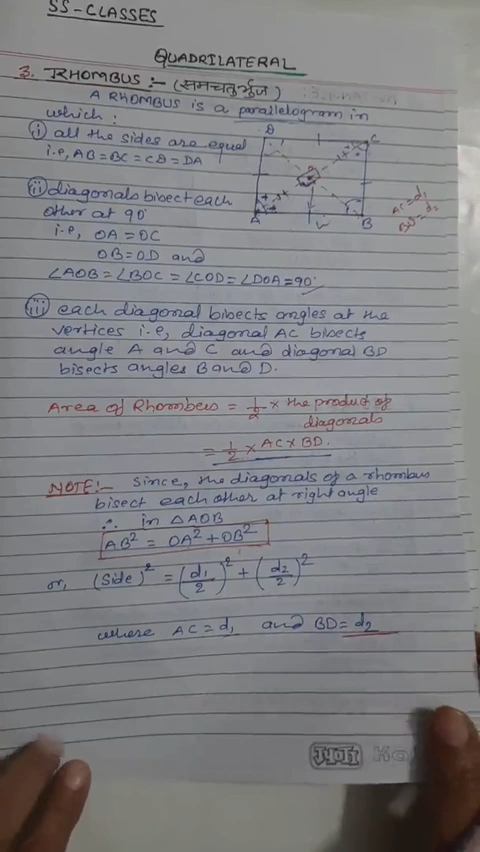 SS-CLASSES
QUADRILATERAL
3. RHOMBUS :- (समचतुर्भुज)
A RHOMBUS is a parallelogram in
which :
(i) all the sides are equal
i.e, AB = BC = CD = DA
D
C
A
B
AC = d1
BD = d2
(ii) diagonals bisect each
other at 90°
i.e, OA = OC
OB = OD and
∠AOB = ∠BOC = ∠COD = ∠DOA = 90°
(iii) each diagonal bisects angles at the
vertices i.e, diagonal AC bisects
angle A and C and diagonal BD
bisects angles B and D.
Area of Rhombus = 1/2 × the product of
diagonals
= 1/2 × AC × BD.
NOTE:- Since, the diagonals of a rhombus
bisect each other at right angle
∴ in △AOB
AB² = OA² + OB²
or, (Side)² = (d1/2)² + (d2/2)²
where AC = d1 and BD = d2